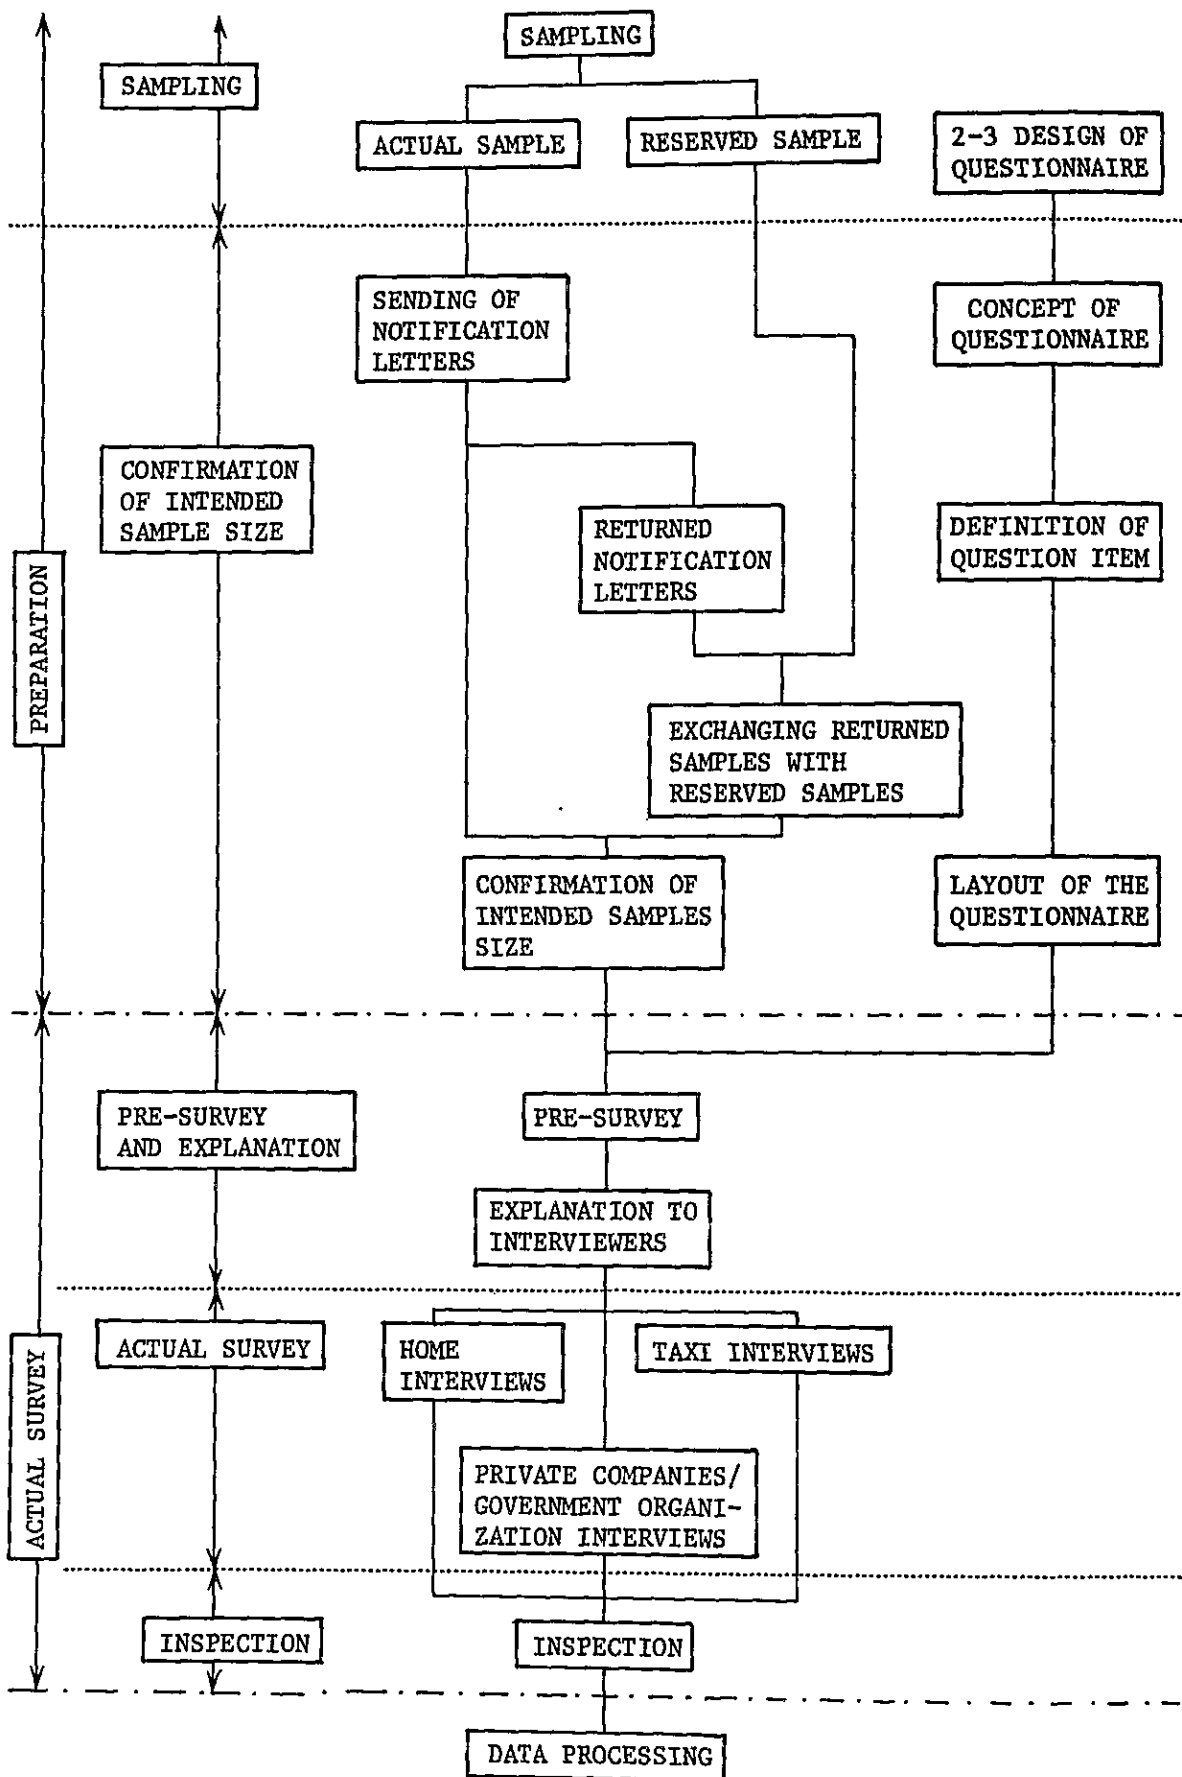 SAMPLING
SAMPLING
ACTUAL SAMPLE
RESERVED SAMPLE
2-3 DESIGN OF
QUESTIONNAIRE
SENDING OF
NOTIFICATION
LETTERS
CONCEPT OF
QUESTIONNAIRE
CONFIRMATION
OF INTENDED
SAMPLE SIZE
RETURNED
NOTIFICATION
LETTERS
DEFINITION OF
QUESTION ITEM
PREPARATION
EXCHANGING RETURNED
SAMPLES WITH
RESERVED SAMPLES
CONFIRMATION OF
INTENDED SAMPLES
SIZE
LAYOUT OF THE
QUESTIONNAIRE
PRE-SURVEY
AND EXPLANATION
PRE-SURVEY
EXPLANATION TO
INTERVIEWERS
ACTUAL SURVEY
ACTUAL SURVEY
HOME
INTERVIEWS
TAXI INTERVIEWS
PRIVATE COMPANIES/
GOVERNMENT ORGANI-
ZATION INTERVIEWS
INSPECTION
INSPECTION
DATA PROCESSING